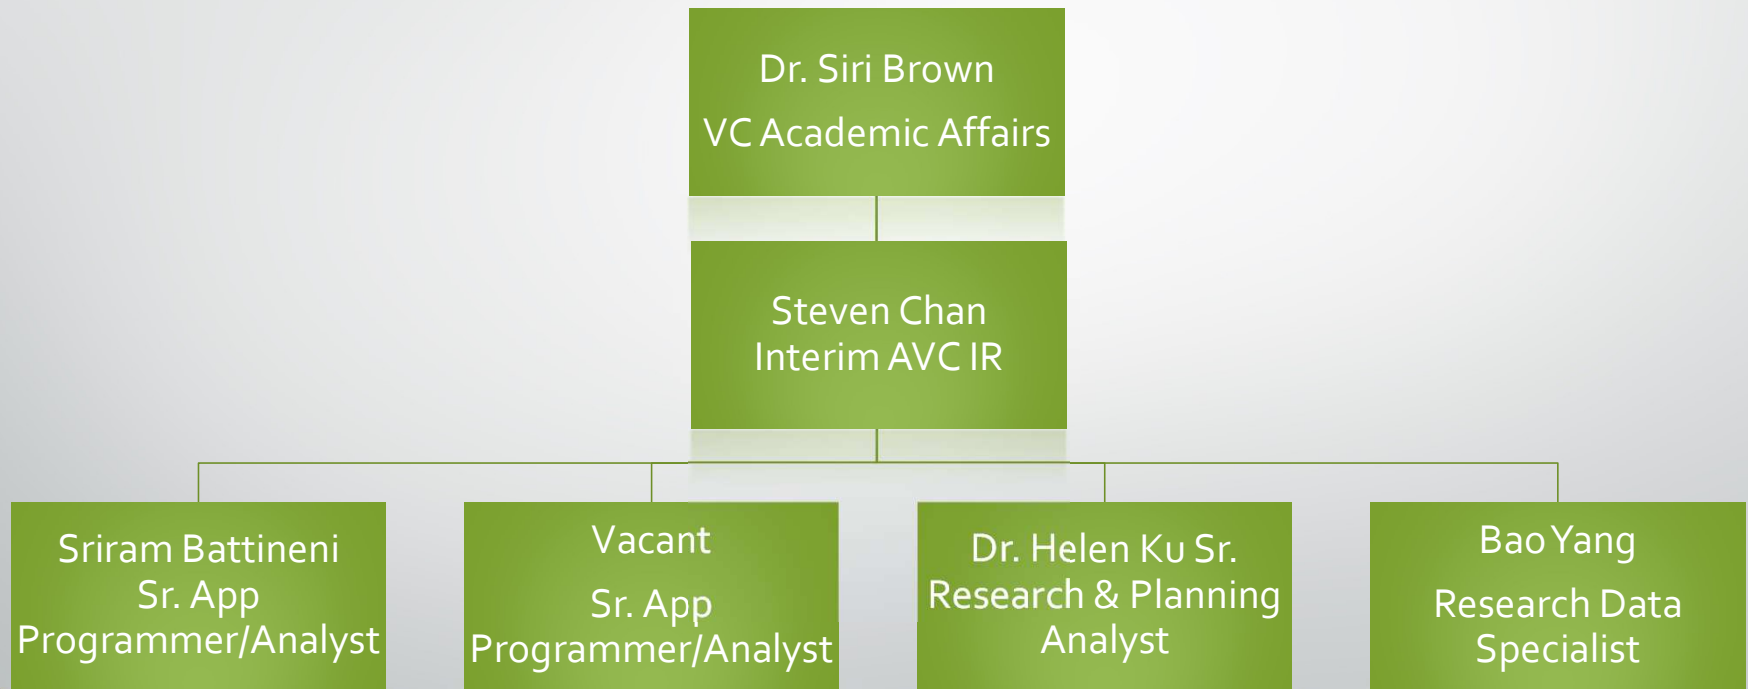 Dr. Siri Brown
VC Academic Affairs
Steven Chan
Interim AVC IR
Sriram Battineni
Sr. App
Programmer/Analyst
Vacant
Sr. App
Programmer/Analyst
Dr. Helen Ku Sr.
Research & Planning
Analyst
Bao Yang
Research Data
Specialist